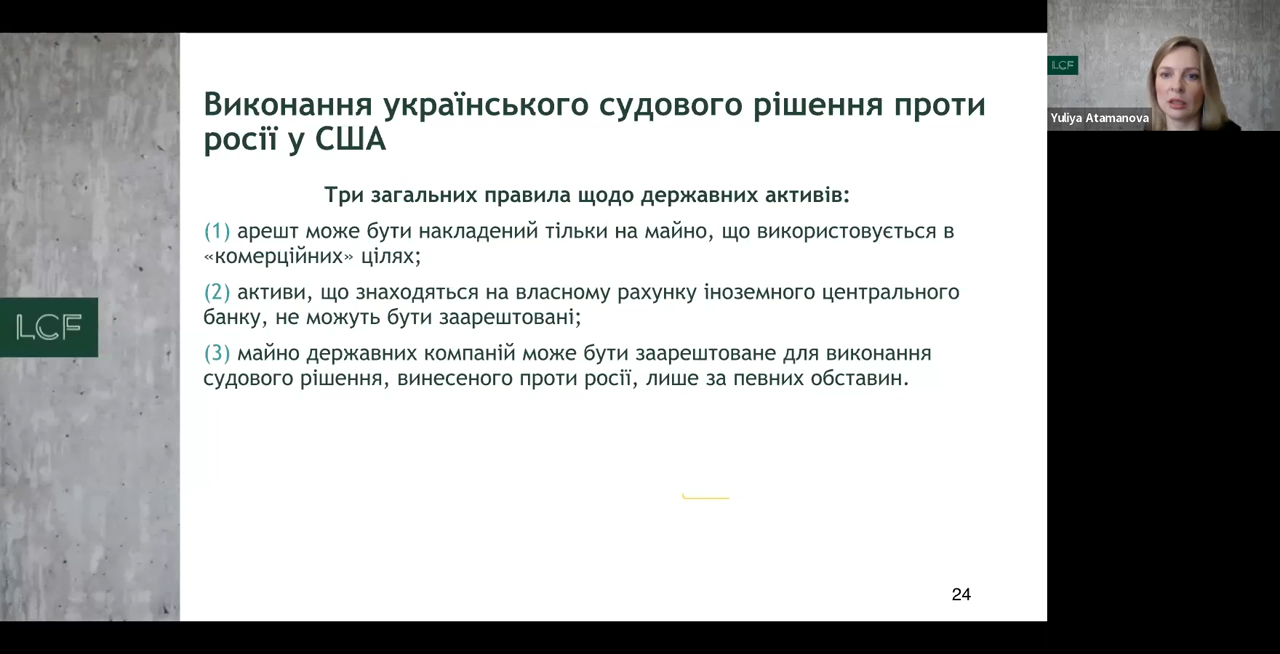 Виконання українського судового рішення проти
росії у США
Три загальних правила щодо державних активів:
(1) арешт може бути накладений тільки на майно, що використовується в
«комерційних» цілях;
(2) активи, що знаходяться на власному рахунку іноземного центрального
банку, не можуть бути заарештовані;
(3) майно державних компаній може бути заарештоване для виконання
судового рішення, винесеного проти росії, лише за певних обставин.
24
LCF
LCF
Yuliya Atamanova